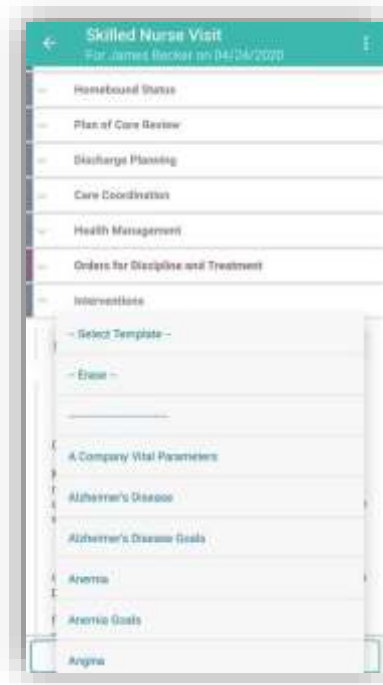 Skilled Nurse Visit
For James Becker on 04/24/2020
Homebound Status
Plan of Care Review
Discharge Planning
Care Coordination
Health Management
Orders for Discipline and Treatment
Interventions
-- Select Template --
-- Erase --
--------------------
A Company Vital Parameters
Alzheimer's Disease
Alzheimer's Disease Goals
Anemia
Anemia Goals
Angina